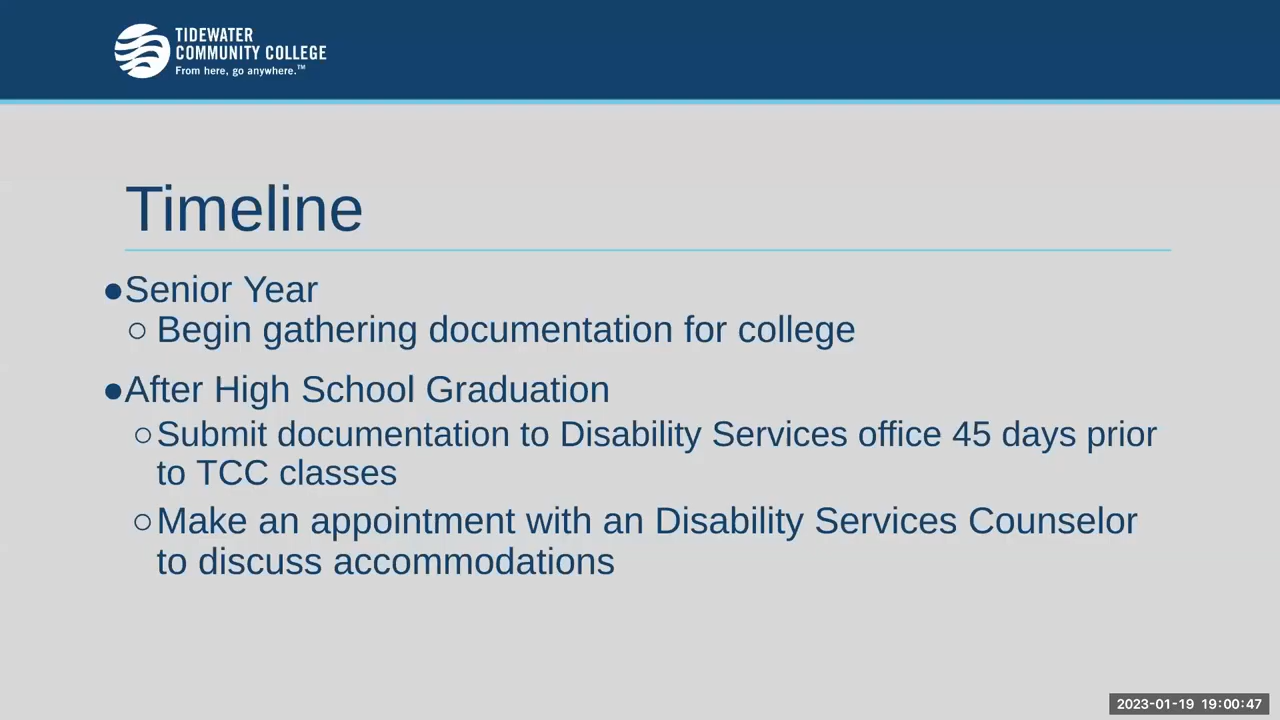 TIDEWATER
COMMUNITY COLLEGE
From here, go anywhere.™
Timeline
●Senior Year
○ Begin gathering documentation for college
●After High School Graduation
○Submit documentation to Disability Services office 45 days prior
to TCC classes
○Make an appointment with an Disability Services Counselor
to discuss accommodations
2023-01-19 19:00:47